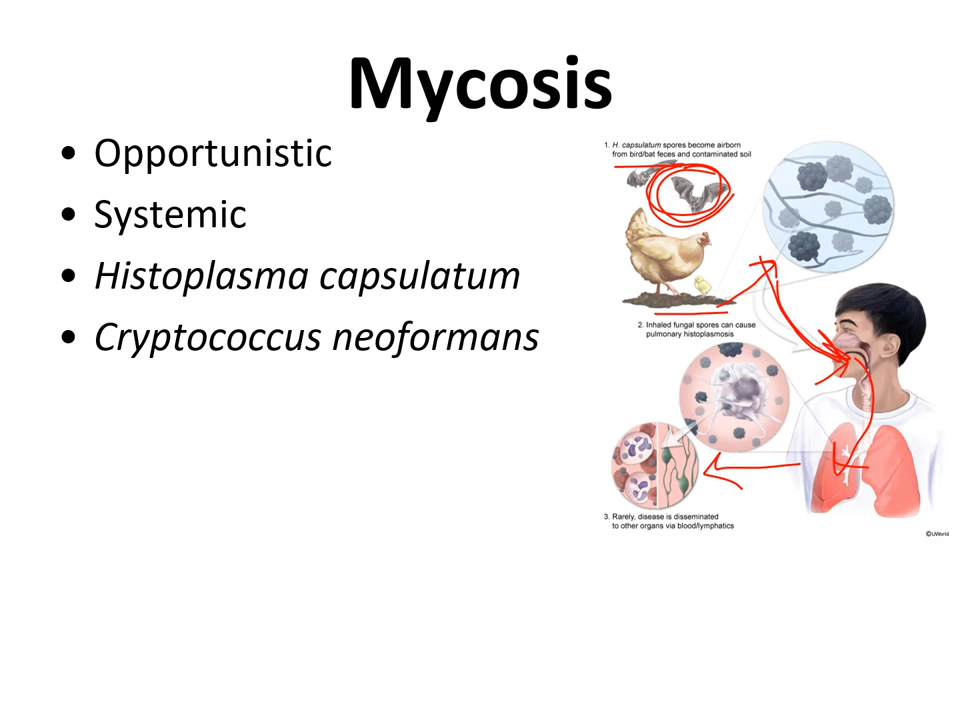 Mycosis
• Opportunistic
• Systemic
• Histoplasma capsulatum
• Cryptococcus neoformans
1. H. capsulatum spores become airborn
from bird/bat feces and contaminated soil
2. Inhaled fungal spores can cause
pulmonary histoplasmosis
3. Rarely, disease is disseminated
to other organs via blood/lymphatics
©UWorld